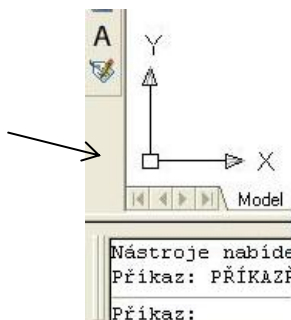 A
Y
X
Model
Nástroje nabíde
Příkaz: PŘÍKAZŘ
Příkaz: